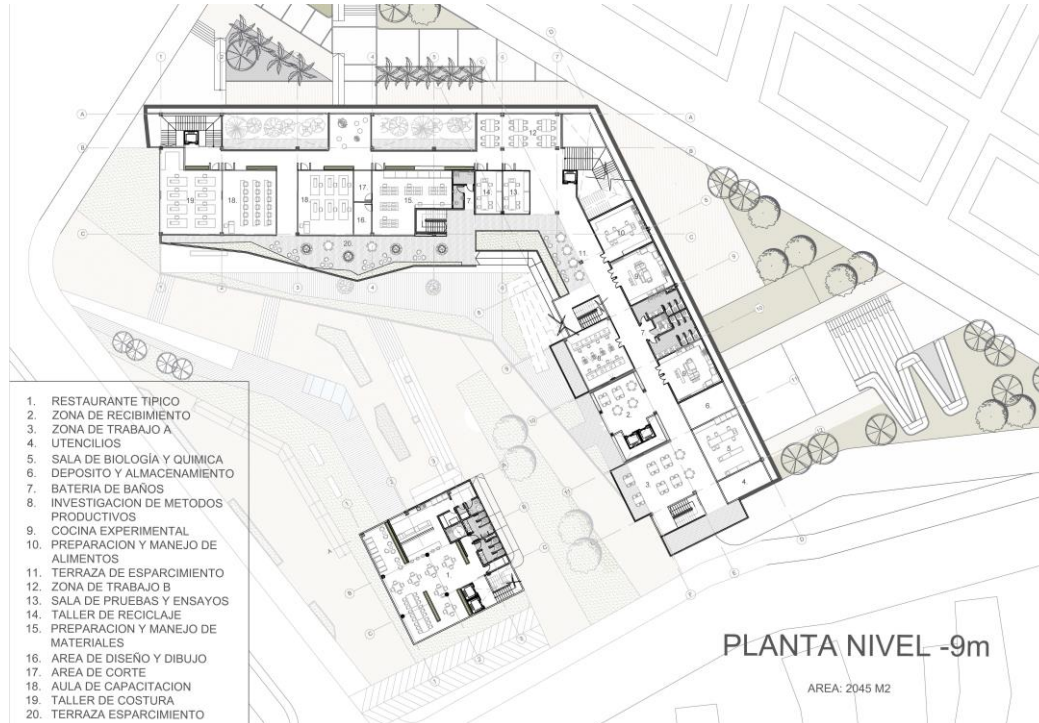 1. RESTAURANTE TIPICO
2. ZONA DE RECIBIMIENTO
3. ZONA DE TRABAJO A
4. UTENCILIOS
5. SALA DE BIOLOGÍA Y QUIMICA
6. DEPOSITO Y ALMACENAMIENTO
7. BATERIA DE BAÑOS
8. INVESTIGACION DE METODOS
PRODUCTIVOS
9. COCINA EXPERIMENTAL
10. PREPARACION Y MANEJO DE
ALIMENTOS
11. TERRAZA DE ESPARCIMIENTO
12. ZONA DE TRABAJO B
13. SALA DE PRUEBAS Y ENSAYOS
14. TALLER DE RECICLAJE
15. PREPARACION Y MANEJO DE
MATERIALES
16. AREA DE DISEÑO Y DIBUJO
17. AREA DE CORTE
18. AULA DE CAPACITACION
19. TALLER DE COSTURA
20. TERRAZA ESPARCIMIENTO
PLANTA NIVEL -9m
AREA: 2045 M2